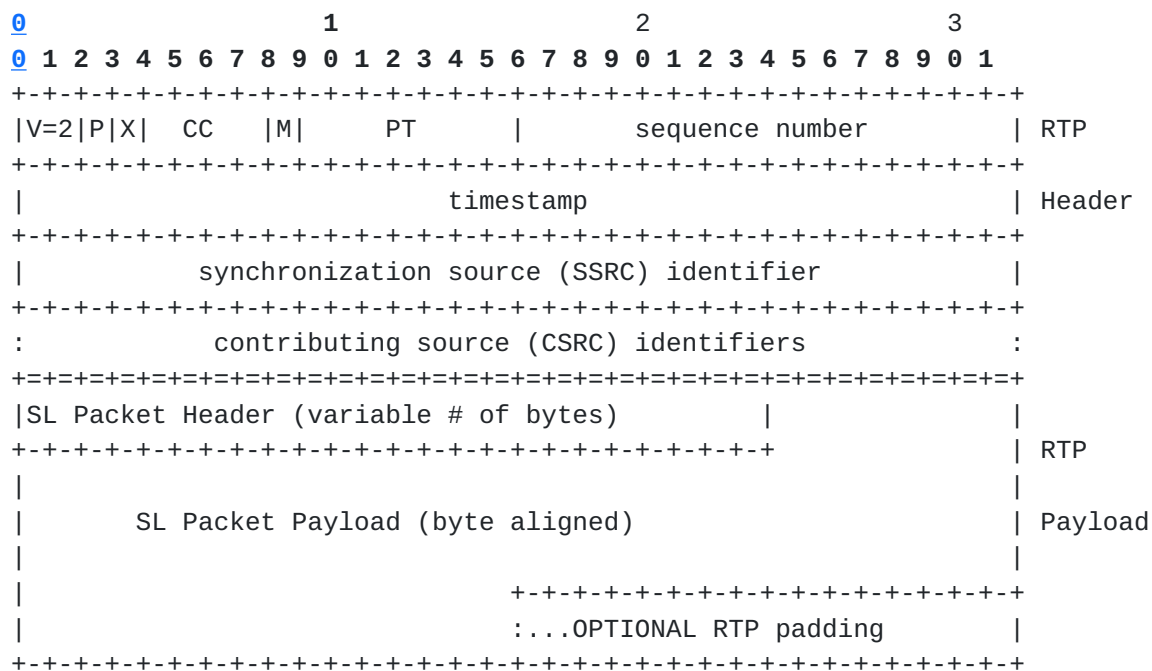 0                   1                   2                   3
0 1 2 3 4 5 6 7 8 9 0 1 2 3 4 5 6 7 8 9 0 1 2 3 4 5 6 7 8 9 0 1
+-+-+-+-+-+-+-+-+-+-+-+-+-+-+-+-+-+-+-+-+-+-+-+-+-+-+-+-+-+-+-+-+
|V=2|P|X|  CC   |M|     PT      |       sequence number         | RTP
+-+-+-+-+-+-+-+-+-+-+-+-+-+-+-+-+-+-+-+-+-+-+-+-+-+-+-+-+-+-+-+-+
|                           timestamp                           | Header
+-+-+-+-+-+-+-+-+-+-+-+-+-+-+-+-+-+-+-+-+-+-+-+-+-+-+-+-+-+-+-+-+
|           synchronization source (SSRC) identifier            |
+-+-+-+-+-+-+-+-+-+-+-+-+-+-+-+-+-+-+-+-+-+-+-+-+-+-+-+-+-+-+-+-+
:            contributing source (CSRC) identifiers             :
+=+=+=+=+=+=+=+=+=+=+=+=+=+=+=+=+=+=+=+=+=+=+=+=+=+=+=+=+=+=+=+=+
|SL Packet Header (variable # of bytes)         |               |
+-+-+-+-+-+-+-+-+-+-+-+-+-+-+-+-+-+-+-+-+-+-+-+-+               | RTP
|                                                               |
|       SL Packet Payload (byte aligned)                        | Payload
|                                                               |
|                               +-+-+-+-+-+-+-+-+-+-+-+-+-+-+-+-+
|                               :...OPTIONAL RTP padding        |
+-+-+-+-+-+-+-+-+-+-+-+-+-+-+-+-+-+-+-+-+-+-+-+-+-+-+-+-+-+-+-+-+